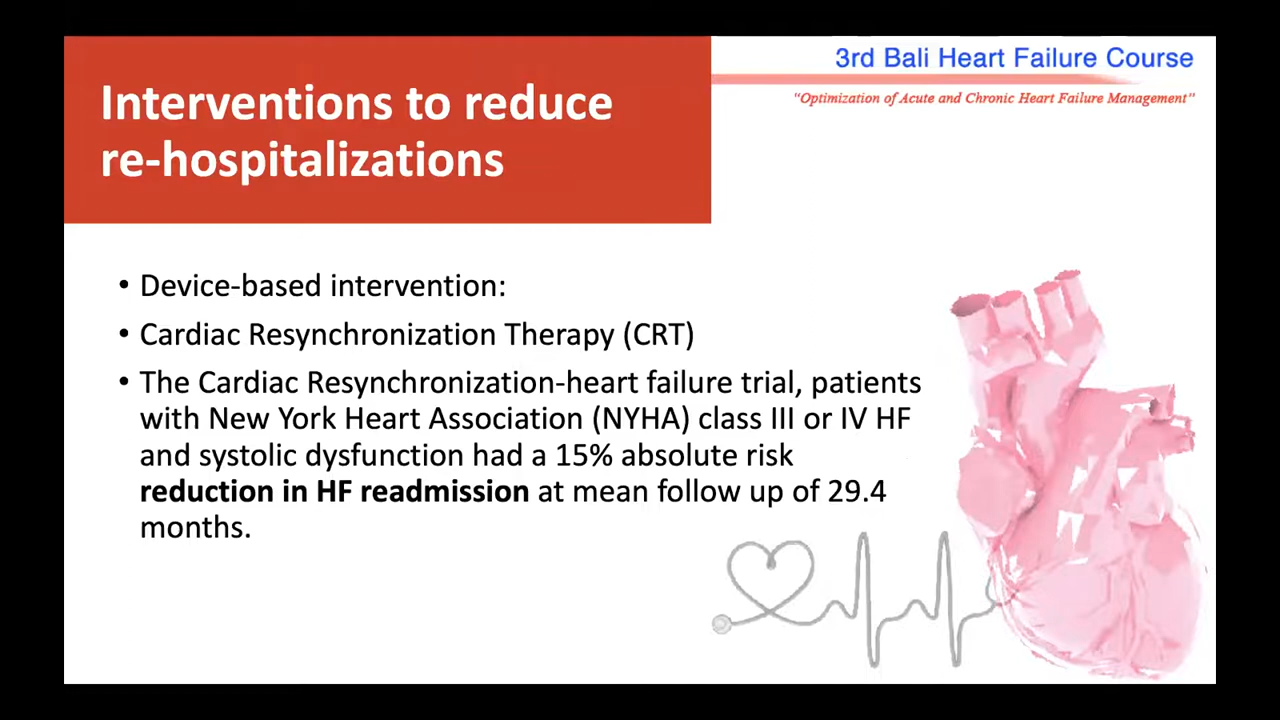 Interventions to reduce
re-hospitalizations
3rd Bali Heart Failure Course
"Optimization of Acute and Chronic Heart Failure Management"
• Device-based intervention:
• Cardiac Resynchronization Therapy (CRT)
• The Cardiac Resynchronization-heart failure trial, patients
with New York Heart Association (NYHA) class III or IV HF
and systolic dysfunction had a 15% absolute risk
reduction in HF readmission at mean follow up of 29.4
months.